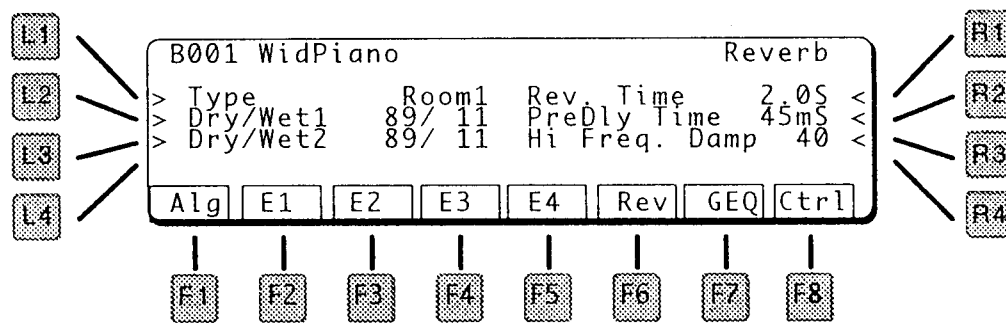 B001 WidPiano Reverb
> Type Room1 Rev. Time 2.0S <
> Dry/Wet1 89/ 11 PreDly Time 45mS <
> Dry/Wet2 89/ 11 Hi Freq. Damp 40 <
Alg E1 E2 E3 E4 Rev GEQ Ctrl
L1
L2
L3
L4
R1
R2
R3
R4
F1 F2 F3 F4 F5 F6 F7 F8